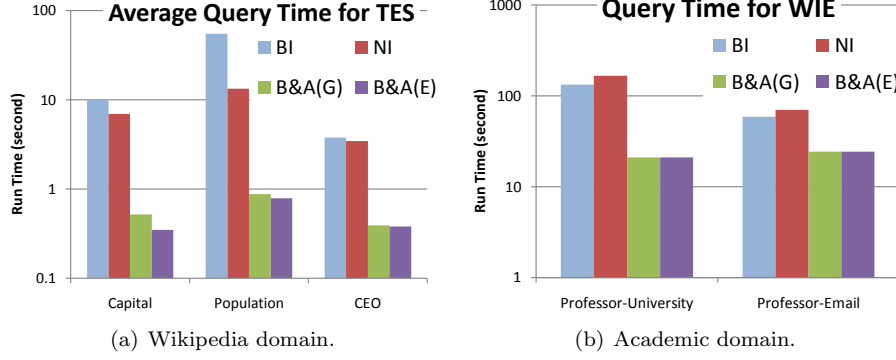 Average Query Time for TES
BI NI
B&A(G) B&A(E)
Run Time (second)
100
10
1
0.1
Capital Population CEO
(a) Wikipedia domain.
Query Time for WIE
BI NI
B&A(G) B&A(E)
Run Time (second)
1000
100
10
1
Professor-University Professor-Email
(b) Academic domain.